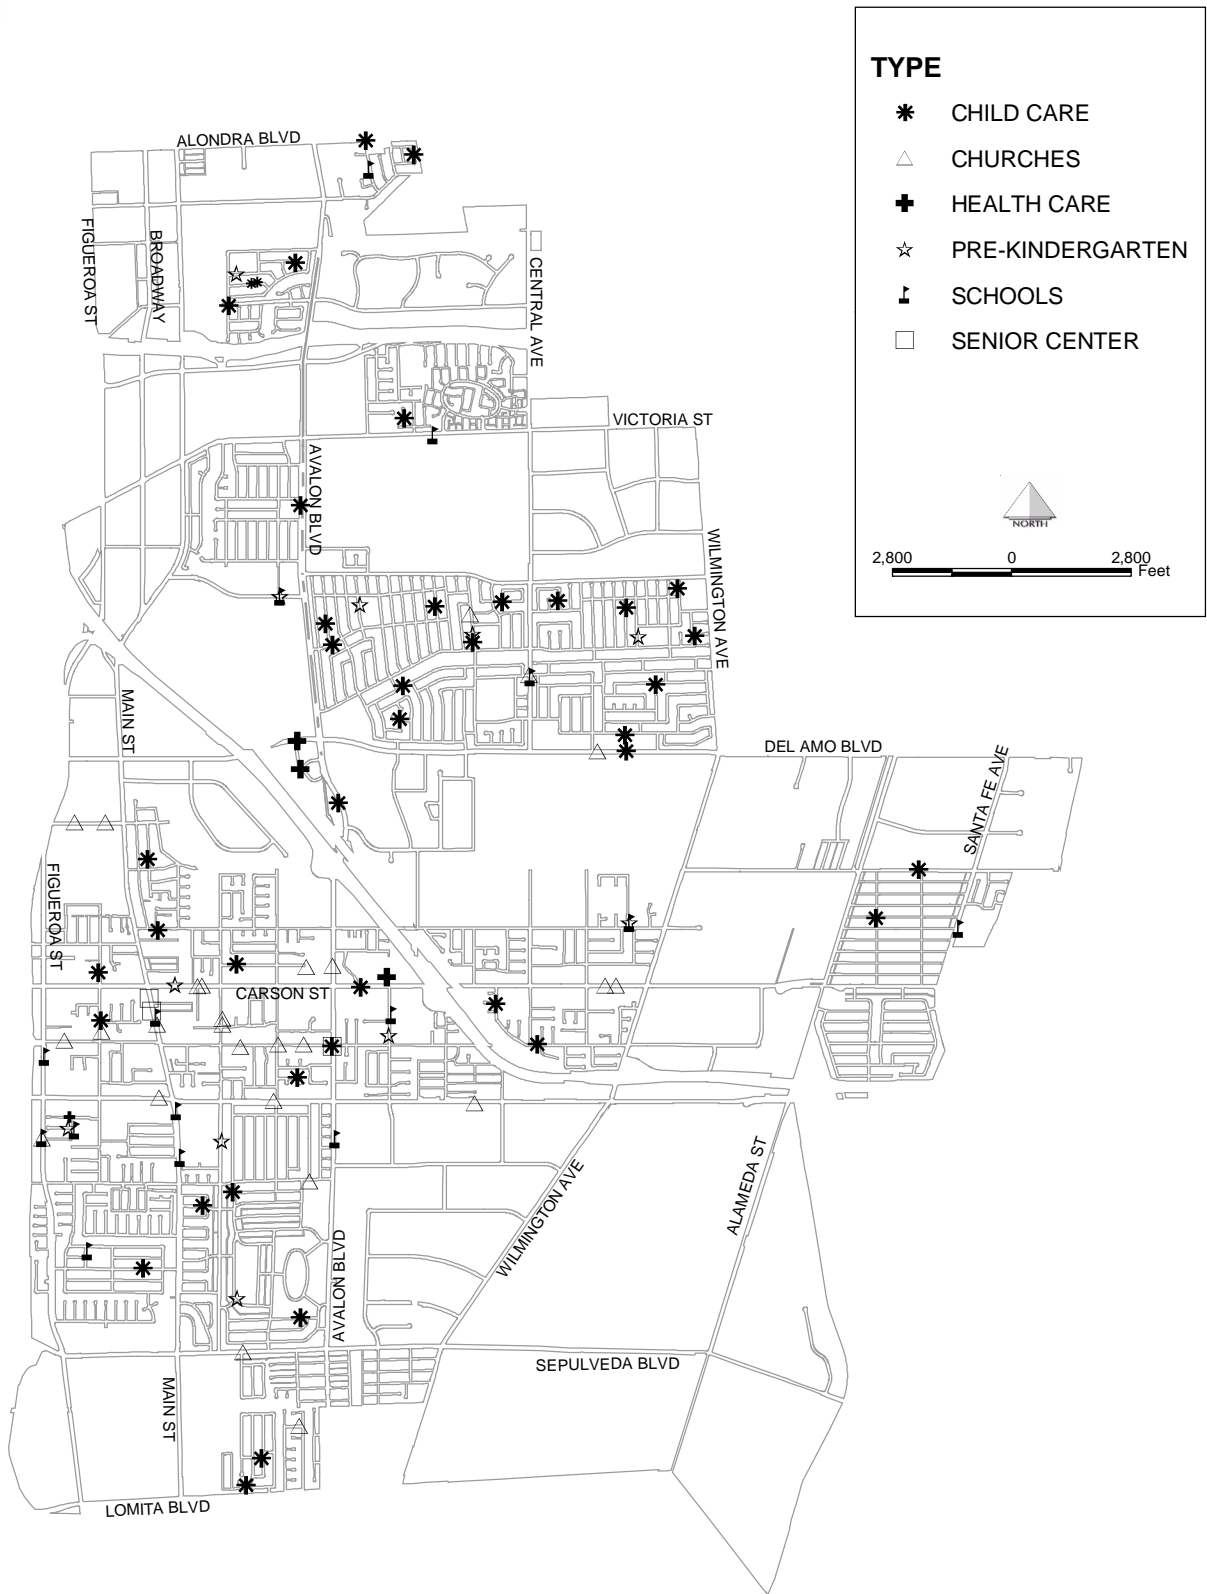 TYPE
CHILD CARE
CHURCHES
HEALTH CARE
PRE-KINDERGARTEN
SCHOOLS
SENIOR CENTER
NORTH
2,800 0 2,800
Feet
ALONDRA BLVD
FIGUEROA ST
BROADWAY
CENTRAL AVE
VICTORIA ST
AVALON BLVD
WILMINGTON AVE
MAIN ST
DEL AMO BLVD
SANTA FE AVE
FIGUEROA ST
CARSON ST
WILMINGTON AVE
ALAMEDA ST
AVALON BLVD
SEPULVEDA BLVD
MAIN ST
LOMITA BLVD